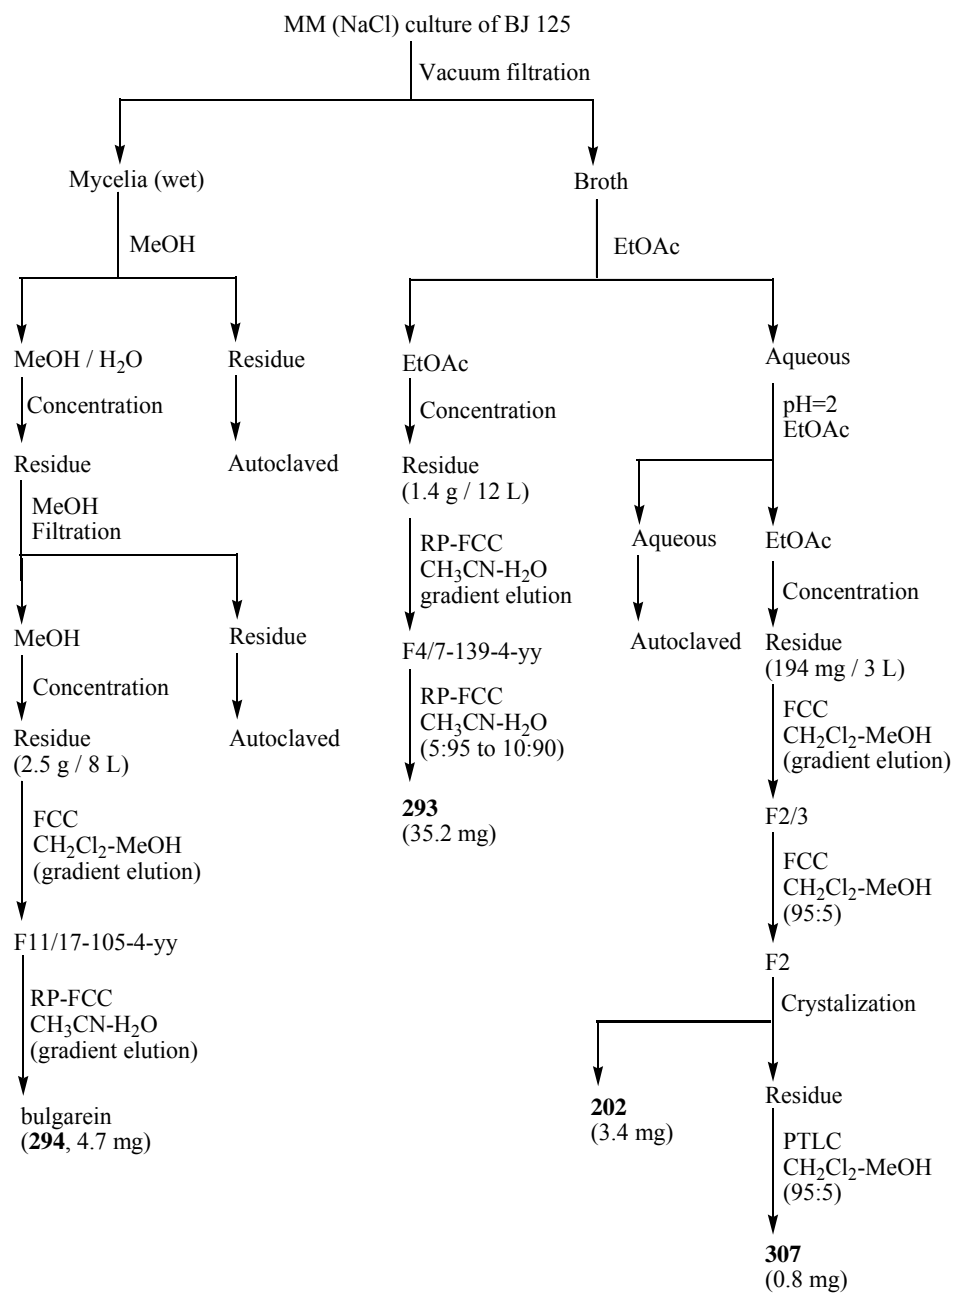 MM (NaCl) culture of BJ 125
Vacuum filtration
Mycelia (wet)
Broth
MeOH
EtOAc
MeOH / H2O
Residue
EtOAc
Aqueous
Concentration
Concentration
pH=2
EtOAc
Residue
Autoclaved
Residue
(1.4 g / 12 L)
MeOH
Filtration
Aqueous
EtOAc
RP-FCC
CH3CN-H2O
gradient elution
Concentration
MeOH
Residue
F4/7-139-4-yy
Autoclaved
Residue
(194 mg / 3 L)
Concentration
RP-FCC
CH3CN-H2O
(5:95 to 10:90)
FCC
CH2Cl2-MeOH
(gradient elution)
Residue
(2.5 g / 8 L)
Autoclaved
293
(35.2 mg)
FCC
CH2Cl2-MeOH
(gradient elution)
F2/3
FCC
CH2Cl2-MeOH
(95:5)
F11/17-105-4-yy
F2
RP-FCC
CH3CN-H2O
(gradient elution)
Crystalization
bulgarein
(294, 4.7 mg)
202
(3.4 mg)
Residue
PTLC
CH2Cl2-MeOH
(95:5)
307
(0.8 mg)